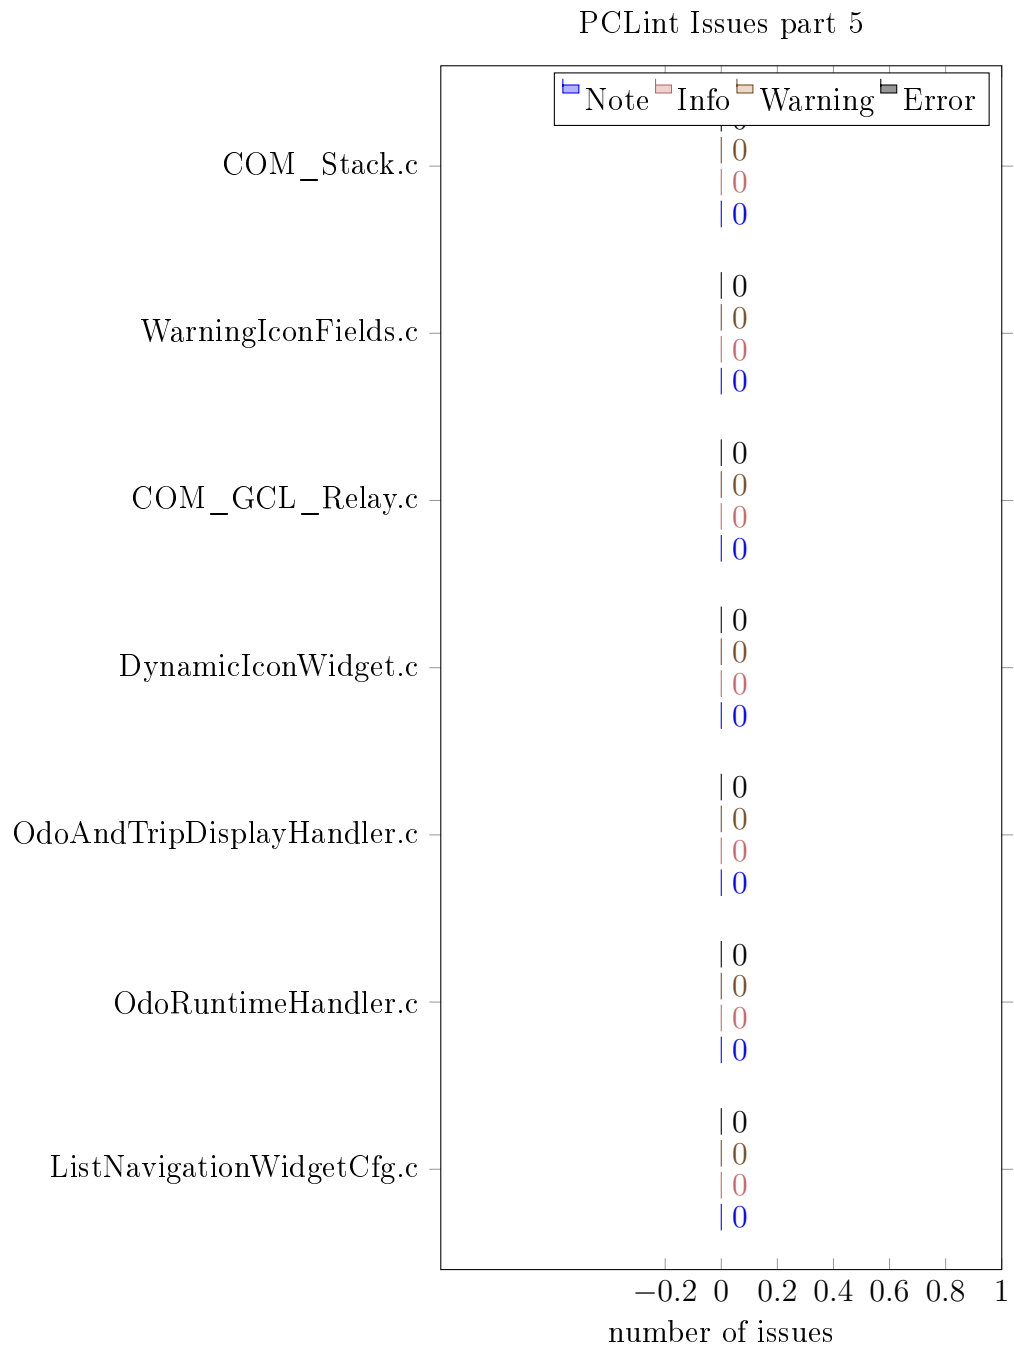 PCLint Issues part 5
Note Info Warning Error
0
COM_Stack.c
0
0
0
0
WarningIconFields.c
0
0
0
0
COM_GCL_Relay.c
0
0
0
0
DynamicIconWidget.c
0
0
0
0
OdoAndTripDisplayHandler.c
0
0
0
0
OdoRuntimeHandler.c
0
0
0
0
ListNavigationWidgetCfg.c
0
0
0
−0.2 0 0.2 0.4 0.6 0.8 1
number of issues